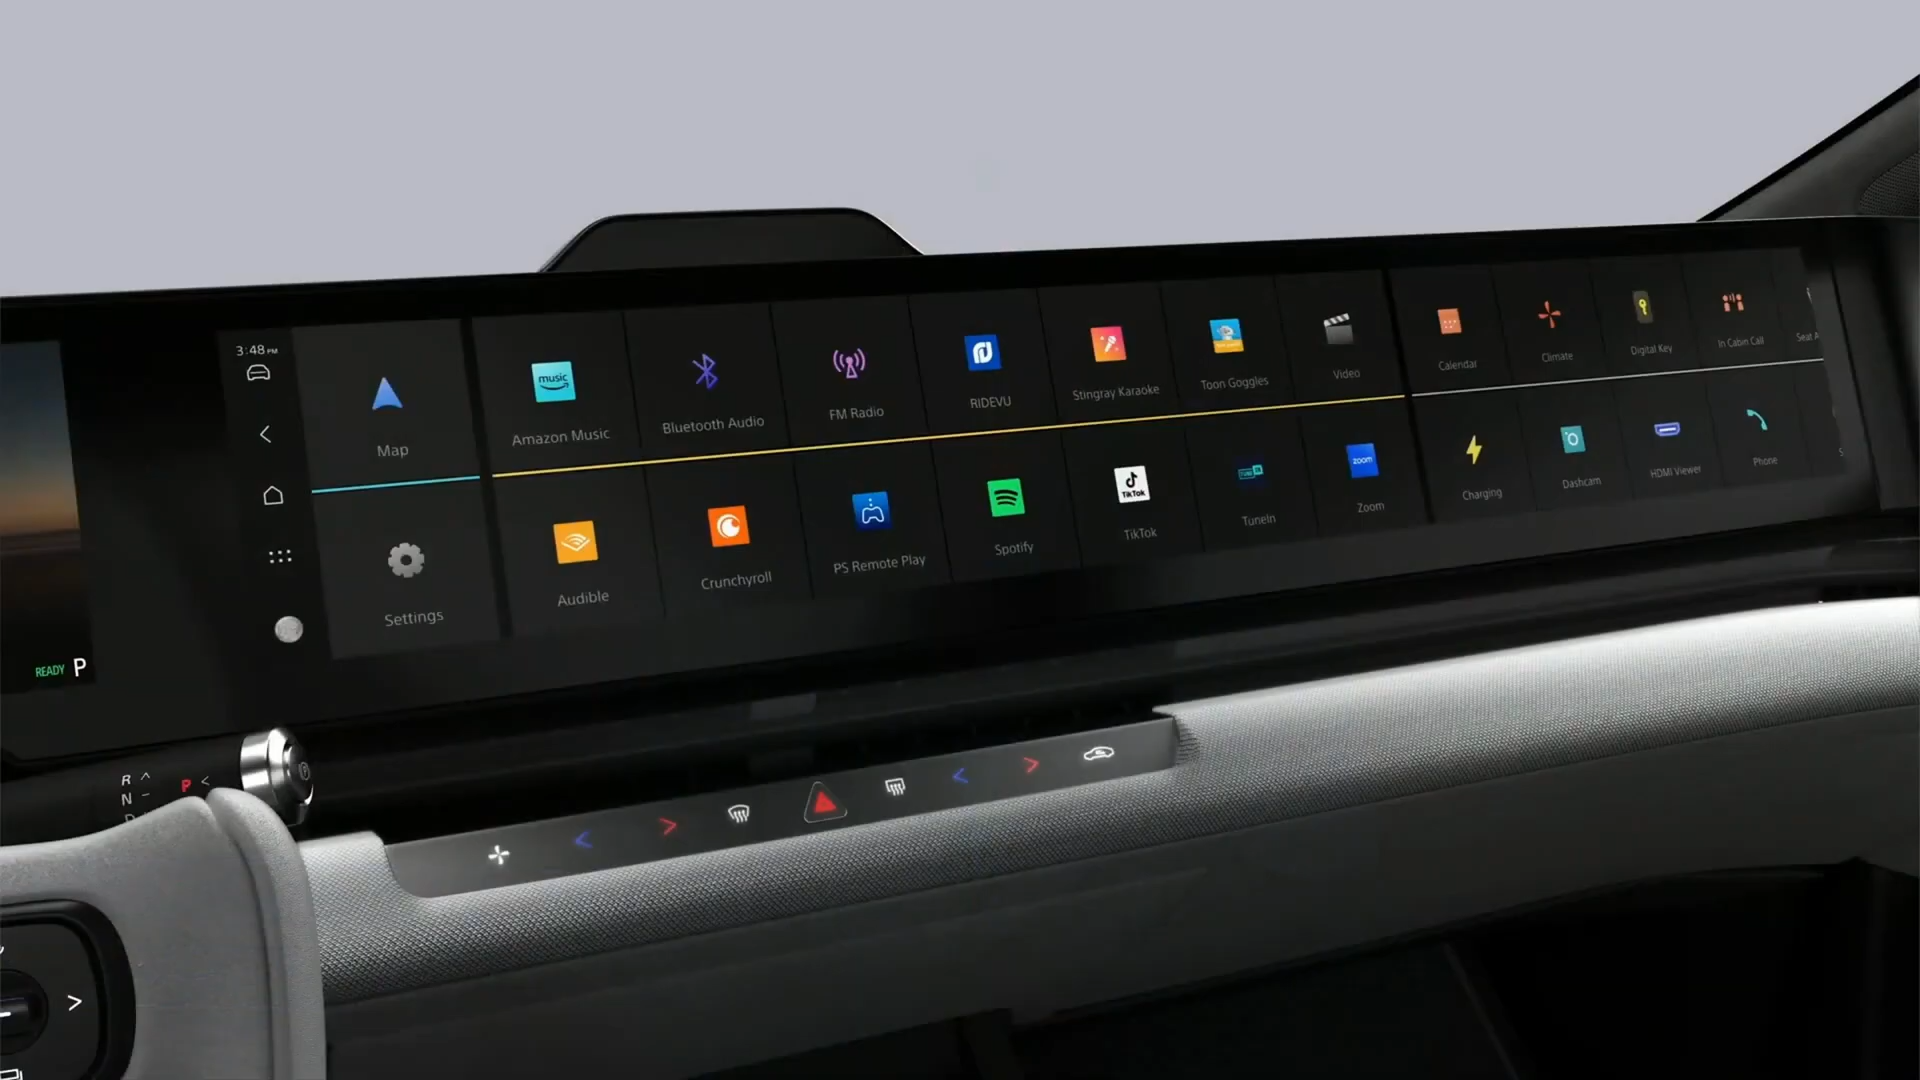 3:48 PM
Map
Amazon Music
music
Bluetooth Audio
FM Radio
RIDEVU
Stingray Karaoke
Toon Goggles
Video
Calendar
Climate
Digital Key
In Cabin Call
Seat A
Settings
Audible
Crunchyroll
PS Remote Play
Spotify
TikTok
TikTok
TuneIn
zoom
Zoom
Charging
Dashcam
HDMI Viewer
Phone
S
READY P
R
N
P
D